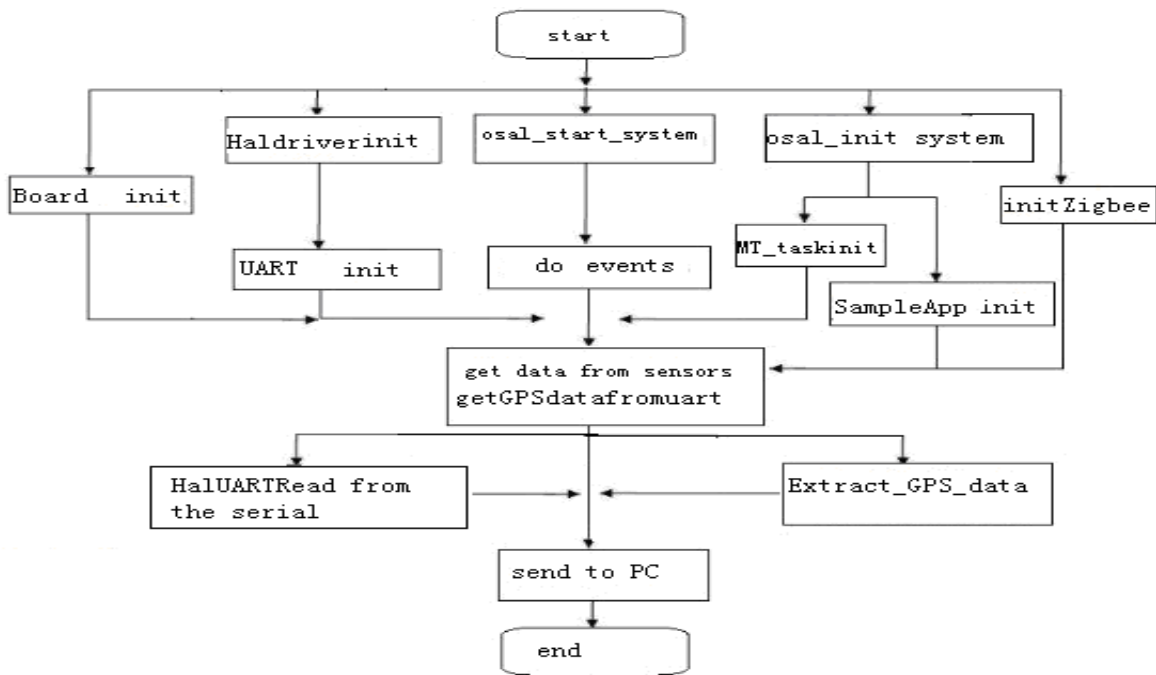 start
Haldriverinit
osal_start_system
osal_init system
Board init
initZigbee
MT_taskinit
UART init
do events
SampleApp init
get data from sensors
getGPSdatafromuart
HalUARTRead from
the serial
Extract_GPS_data
send to PC
end